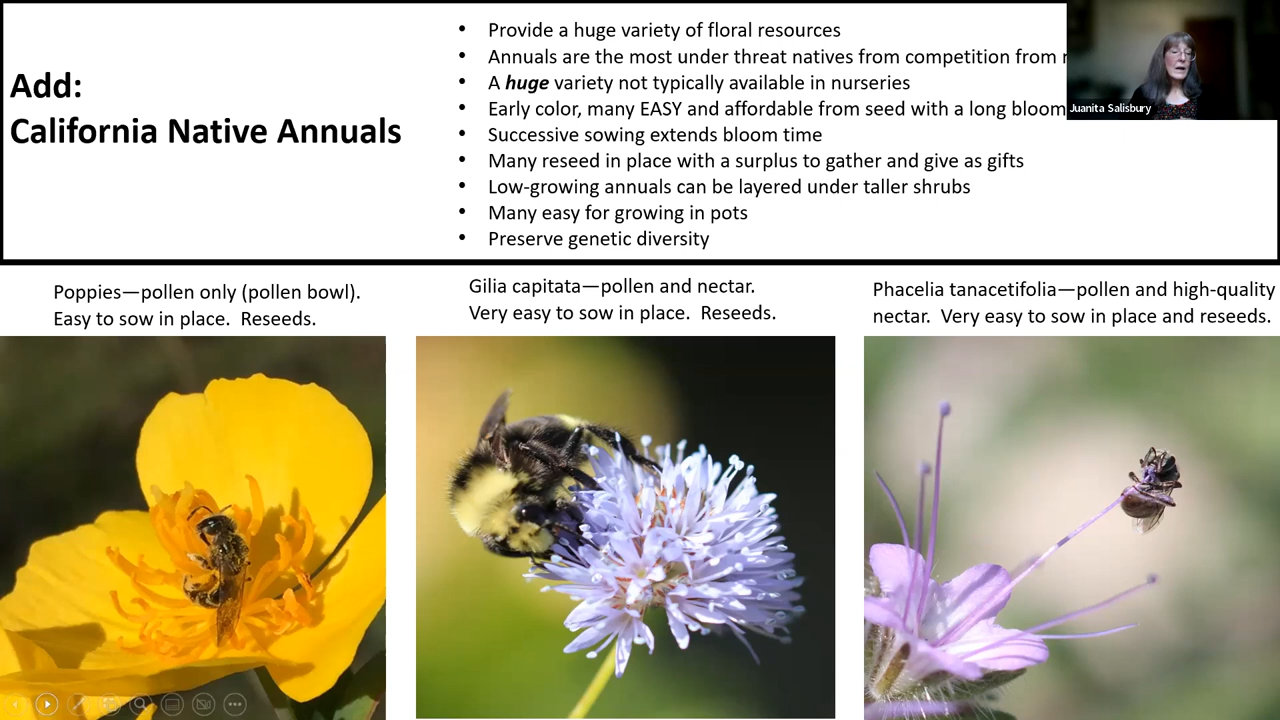 Add:
California Native Annuals
• Provide a huge variety of floral resources
• Annuals are the most under threat natives from competition from
• A huge variety not typically available in nurseries
• Early color, many EASY and affordable from seed with a long bloom
• Successive sowing extends bloom time
• Many reseed in place with a surplus to gather and give as gifts
• Low-growing annuals can be layered under taller shrubs
• Many easy for growing in pots
• Preserve genetic diversity
Juanita Salisbury
Poppies—pollen only (pollen bowl).
Easy to sow in place.  Reseeds.
Gilia capitata—pollen and nectar.
Very easy to sow in place.  Reseeds.
Phacelia tanacetifolia—pollen and high-quality
nectar.  Very easy to sow in place and reseeds.